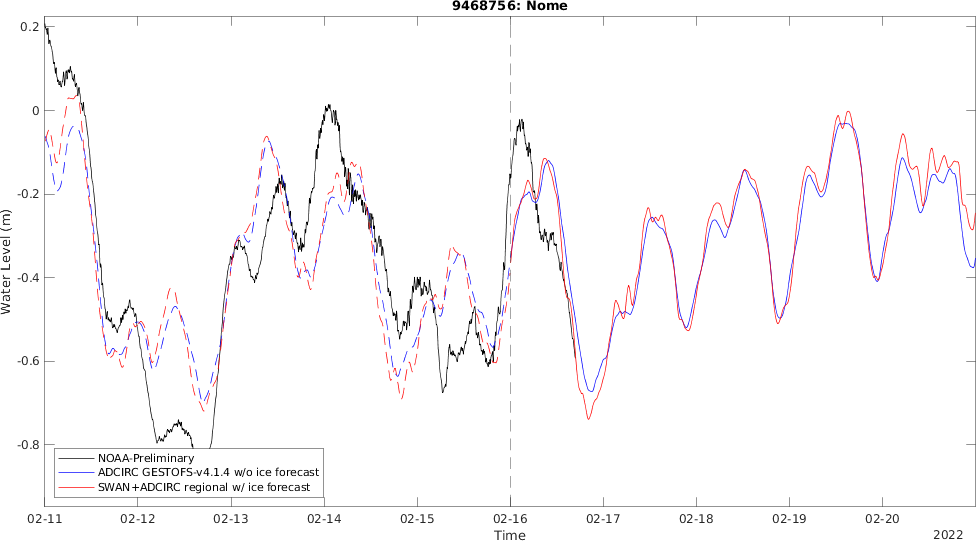 9468756: Nome
0.2
0
-0.2
-0.4
-0.6
-0.8
Water Level (m)
NOAA-Preliminary
ADCIRC GESTOFS-v4.1.4 w/o ice forecast
SWAN+ADCIRC regional w/ ice forecast
02-11 02-12 02-13 02-14 02-15 02-16 02-17 02-18 02-19 02-20
Time
2022